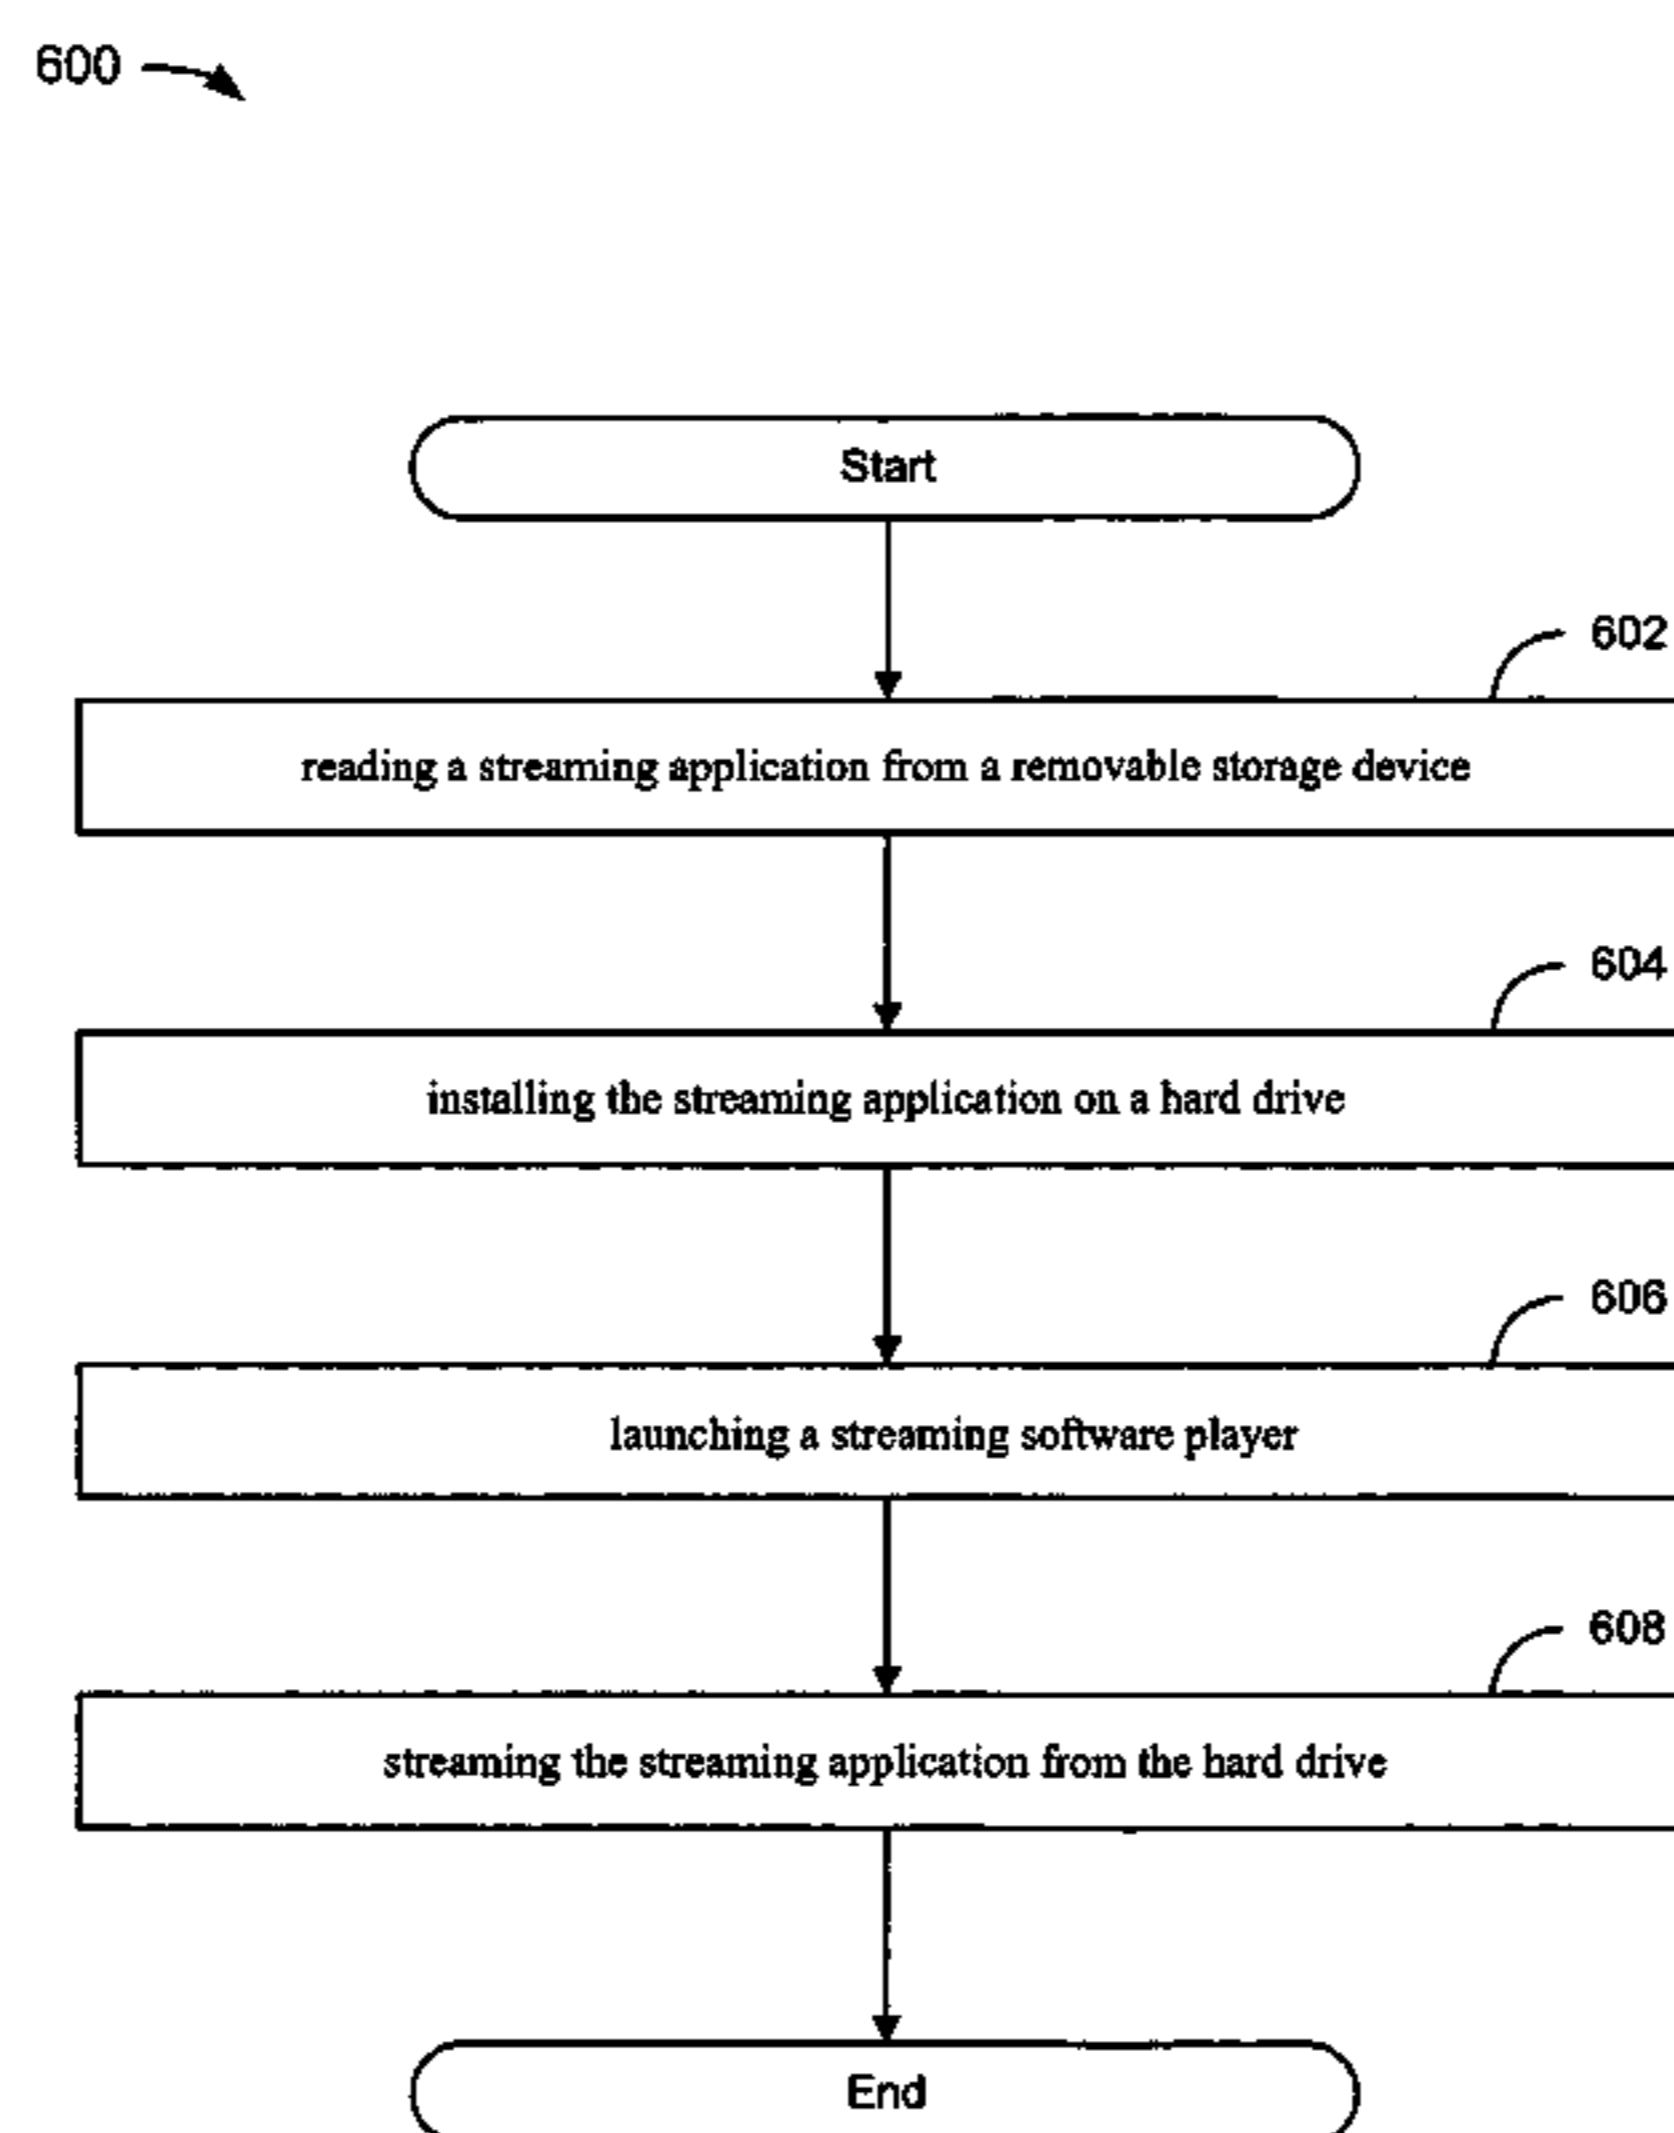 600
Start
602
reading a streaming application from a removable storage device
604
installing the streaming application on a hard drive
606
launching a streaming software player
608
streaming the streaming application from the hard drive
End